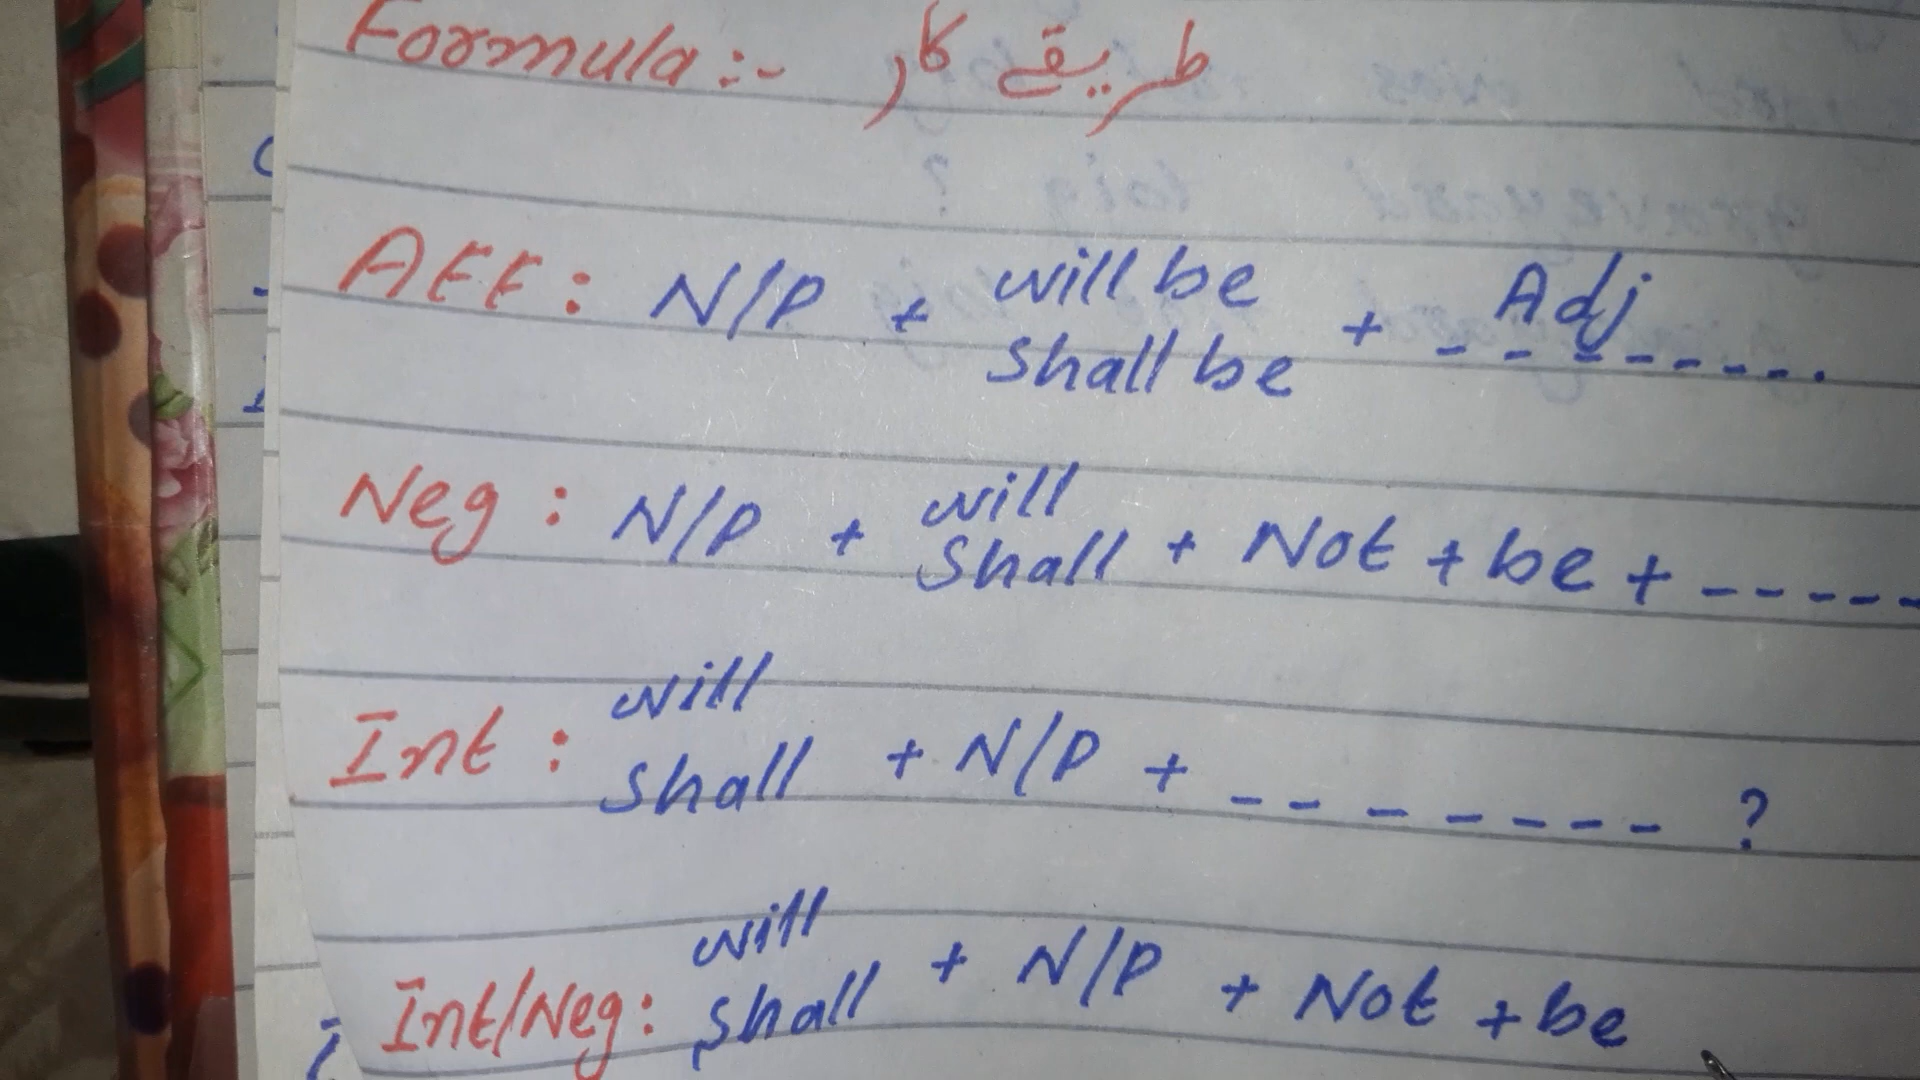 Formula :- طریقے کار
AFF : N/P + will be / shall be + Adj - - - - - - - - .
Neg : N/P + will / Shall + Not + be + - - - - -
Int : will / Shall + N/P + - - - - - - - - ?
Int/Neg : will / shall + N/P + Not + be